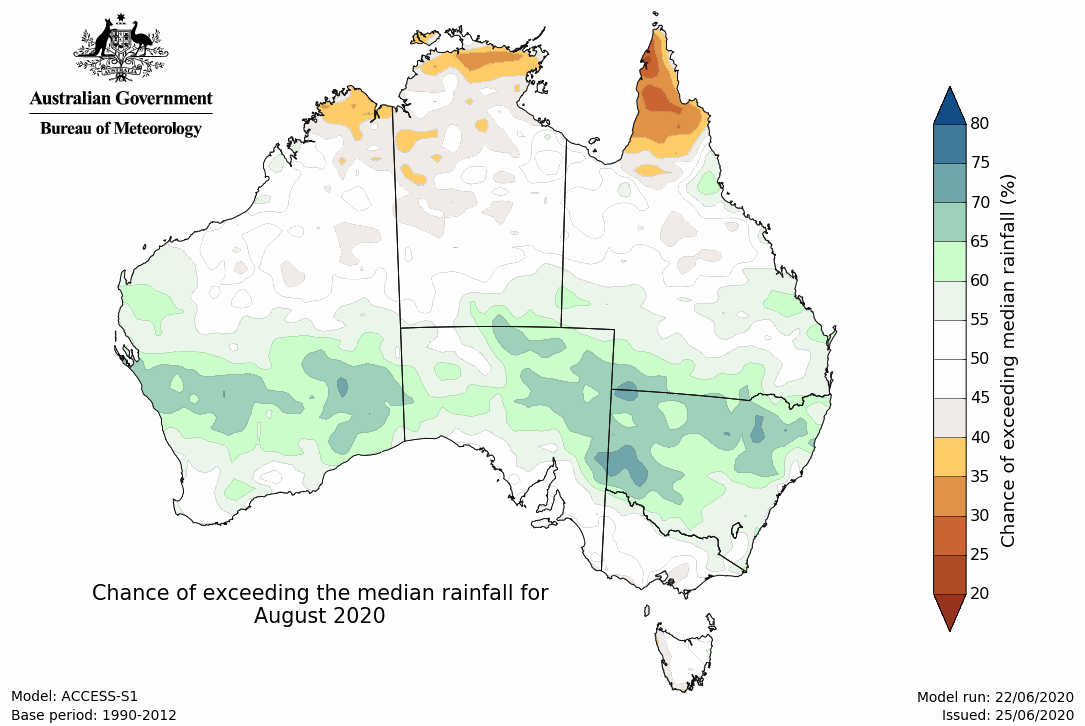 Australian Government
Bureau of Meteorology
80
75
70
65
60
55
50
45
40
35
30
25
20
Chance of exceeding median rainfall (%)
Chance of exceeding the median rainfall for
August 2020
Model: ACCESS-S1
Base period: 1990-2012
Model run: 22/06/2020
Issued: 25/06/2020